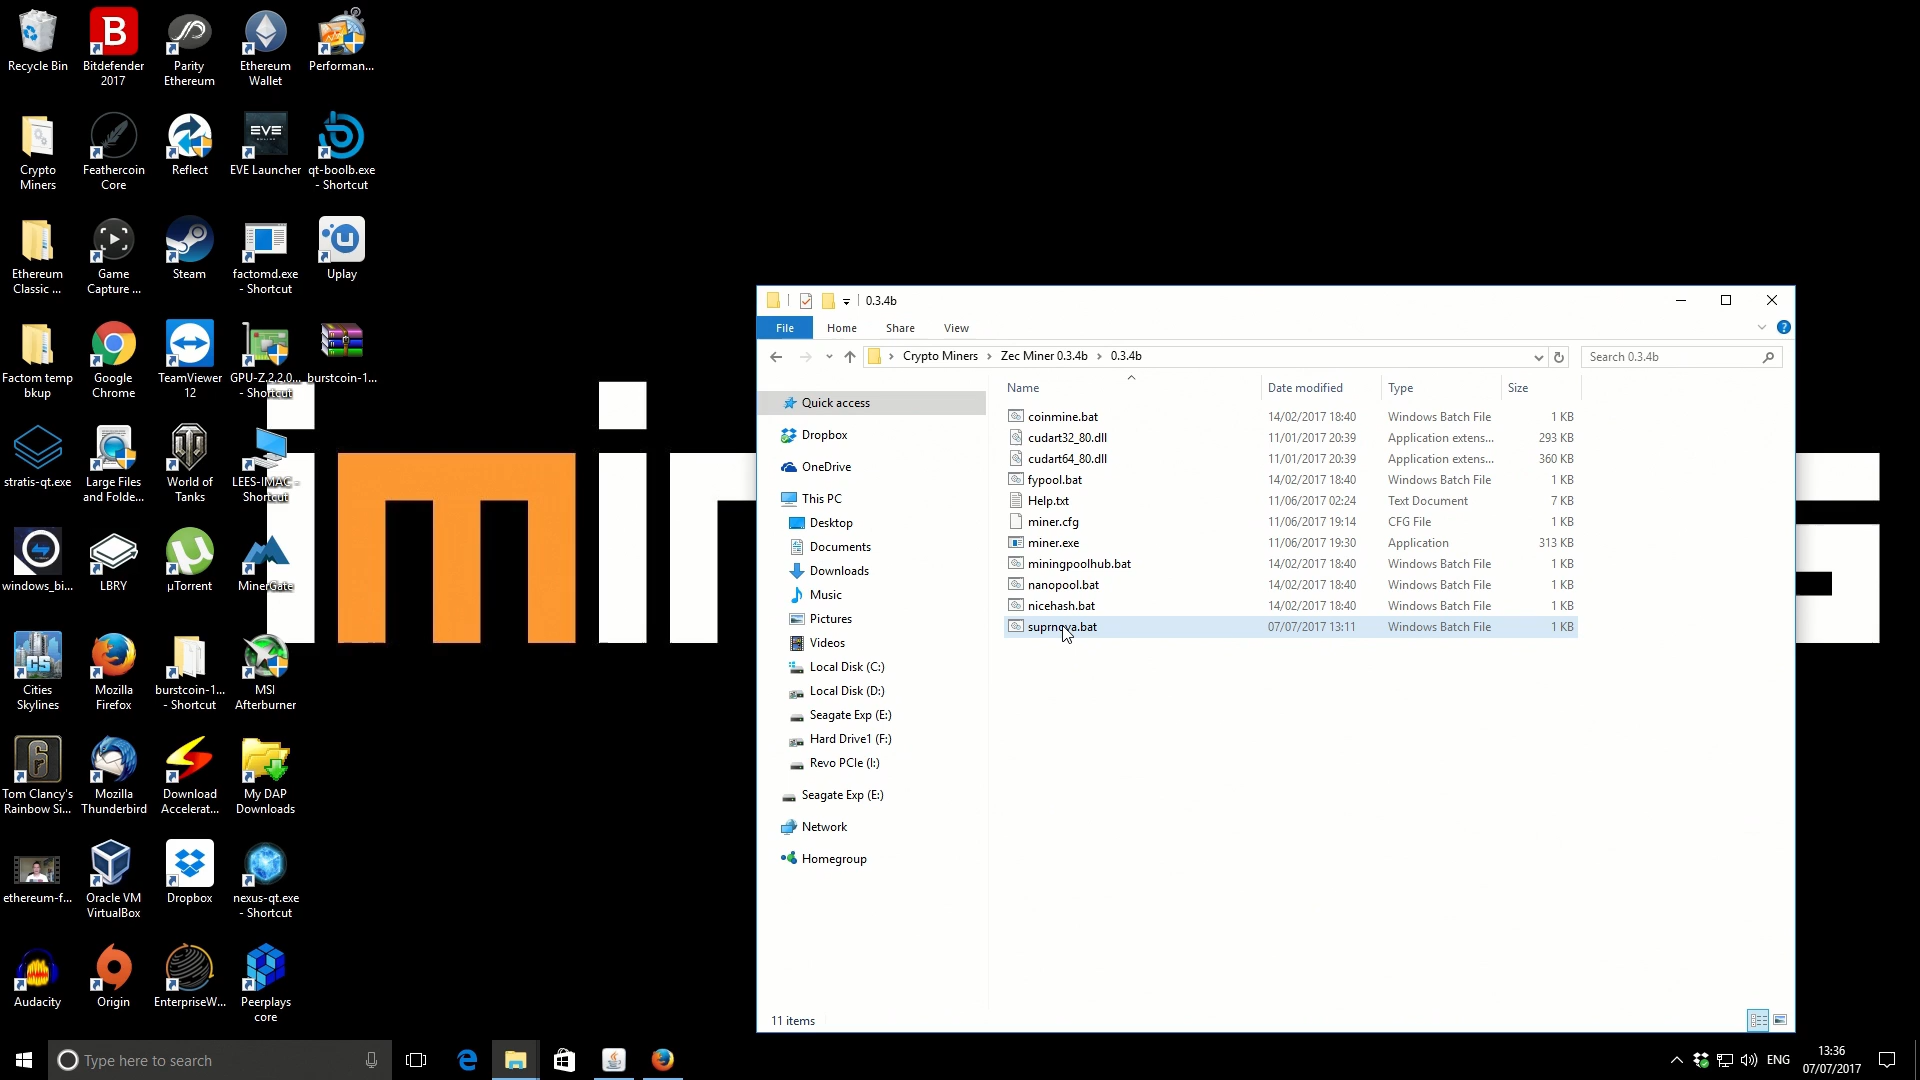 Recycle Bin
Bitdefender
2017
Parity
Ethereum
Ethereum
Wallet
Performan...
Crypto
Miners
Feathercoin
Core
Reflect
EVE Launcher
qt-boolb.exe
- Shortcut
Ethereum
Classic ...
Game
Capture ...
Steam
factomd.exe
- Shortcut
Uplay
Factom temp
bkup
Google
Chrome
TeamViewer
12
GPU-Z.2.2.0...
- Shortcut
burstcoin-1...
stratis-qt.exe
Large Files
and Folde...
World of
Tanks
LEES-IMAC -
Shortcut
windows_bi...
LBRY
µTorrent
MinerGate
Cities
Skylines
Mozilla
Firefox
burstcoin-1...
- Shortcut
MSI
Afterburner
Tom Clancy's
Rainbow Si...
Mozilla
Thunderbird
Download
Accelerat...
My DAP
Downloads
ethereum-f...
Oracle VM
VirtualBox
Dropbox
nexus-qt.exe
- Shortcut
Audacity
Origin
EnterpriseW...
Peerplays
core
0.3.4b
File Home Share View
Crypto Miners > Zec Miner 0.3.4b > 0.3.4b
Search 0.3.4b
Quick access
Dropbox
OneDrive
This PC
Desktop
Documents
Downloads
Music
Pictures
Videos
Local Disk (C:)
Local Disk (D:)
Seagate Exp (E:)
Hard Drive1 (F:)
Revo PCIe (I:)
Seagate Exp (E:)
Network
Homegroup
Name Date modified Type Size
coinmine.bat 14/02/2017 18:40 Windows Batch File 1 KB
cudart32_80.dll 11/01/2017 20:39 Application extens... 293 KB
cudart64_80.dll 11/01/2017 20:39 Application extens... 360 KB
fypool.bat 14/02/2017 18:40 Windows Batch File 1 KB
Help.txt 11/06/2017 02:24 Text Document 7 KB
miner.cfg 11/06/2017 19:14 CFG File 1 KB
miner.exe 11/06/2017 19:30 Application 313 KB
miningpoolhub.bat 14/02/2017 18:40 Windows Batch File 1 KB
nanopool.bat 14/02/2017 18:40 Windows Batch File 1 KB
nicehash.bat 14/02/2017 18:40 Windows Batch File 1 KB
suprnova.bat 07/07/2017 13:11 Windows Batch File 1 KB
11 items
Type here to search
ENG
13:36
07/07/2017